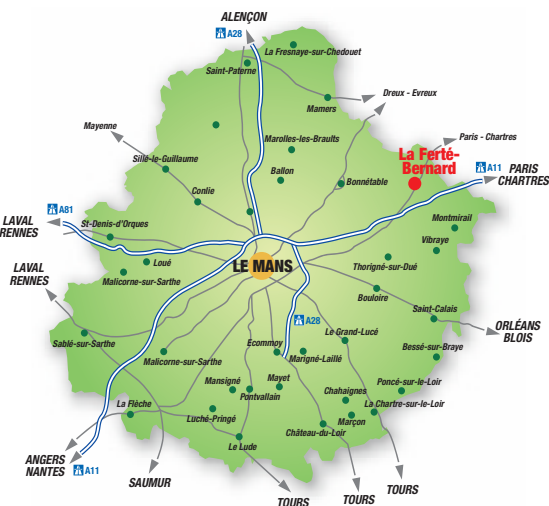 ALENÇON
A28
La Fresnaye-sur-Chedouet
Saint-Paterne
Dreux - Evreux
Mamers
Mayenne
Marolles-les-Braults
Paris - Chartres
Sillé-le-Guillaume
La Ferté-
Bernard
Ballon
Bonnétable
A11
PARIS
CHARTRES
Conlie
A81
LAVAL
RENNES
St-Denis-d'Orques
Montmirail
Vibraye
Loué
LE MANS
Thorigné-sur-Dué
LAVAL
RENNES
Malicorne-sur-Sarthe
Bouloire
Saint-Calais
A28
ORLÉANS
BLOIS
Le Grand-Lucé
Sablé-sur-Sarthe
Écommoy
Bessé-sur-Braye
Malicorne-sur-Sarthe
Marigné-Laillé
Mansigné
Mayet
Poncé-sur-le-Loir
Pontvallain
Chahaignes
La Flèche
La Chartre-sur-le-Loir
Luché-Pringé
Marçon
Le Lude
Château-du-Loir
ANGERS
NANTES
A11
SAUMUR
TOURS
TOURS
TOURS